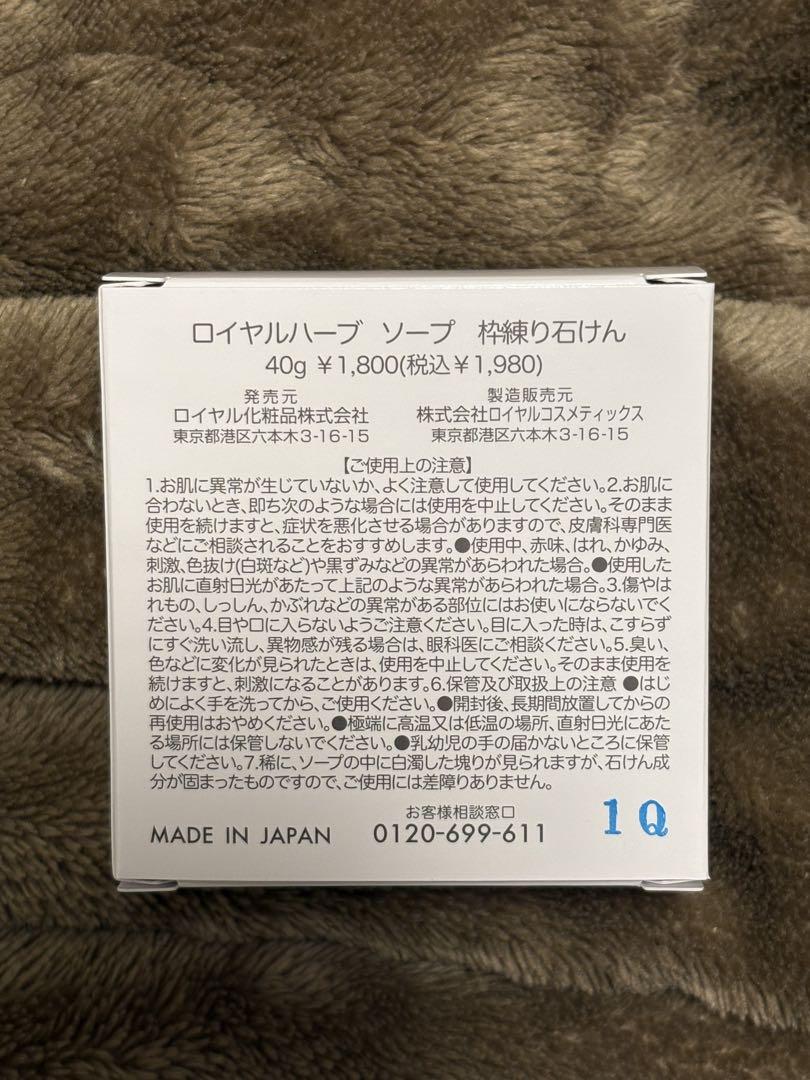 ロイヤルハーブ ソープ 枠練り石けん
40g ¥1,800(税込¥1,980)
発売元
ロイヤル化粧品株式会社
東京都港区六本木3-16-15
製造販売元
株式会社ロイヤルコスメティックス
東京都港区六本木3-16-15
【ご使用上の注意】
1.お肌に異常が生じていないか、よく注意して使用してください。2.お肌に
合わないとき、即ち次のような場合には使用を中止してください。そのまま
使用を続けますと、症状を悪化させる場合がありますので、皮膚科専門医
などにご相談されることをおすすめします。●使用中、赤味、はれ、かゆみ、
刺激、色抜け(白斑など)や黒ずみなどの異常があらわれた場合。●使用した
お肌に直射日光があたって上記のような異常があらわれた場合。3.傷やは
れもの、しっしん、かぶれなどの異常がある部位にはお使いにならないでく
ださい。4.目や口に入らないようご注意ください。目に入った時は、こすらず
にすぐ洗い流し、異物感が残る場合は、眼科医にご相談ください。5.臭い、
色などに変化が見られたときは、使用を中止してください。そのまま使用を
続けますと、刺激になることがあります。6.保管及び取扱上の注意 ●はじ
めによく手を洗ってから、ご使用ください。●開封後、長期間放置してからの
再使用はおやめください。●極端に高温又は低温の場所、直射日光にあた
る場所には保管しないでください。●乳幼児の手の届かないところに保管
してください。7.稀に、ソープの中に白濁した塊りが見られますが、石けん成
分が固まったものですので、ご使用には差障りありません。
お客様相談窓口
MADE IN JAPAN 0120-699-611
1Q